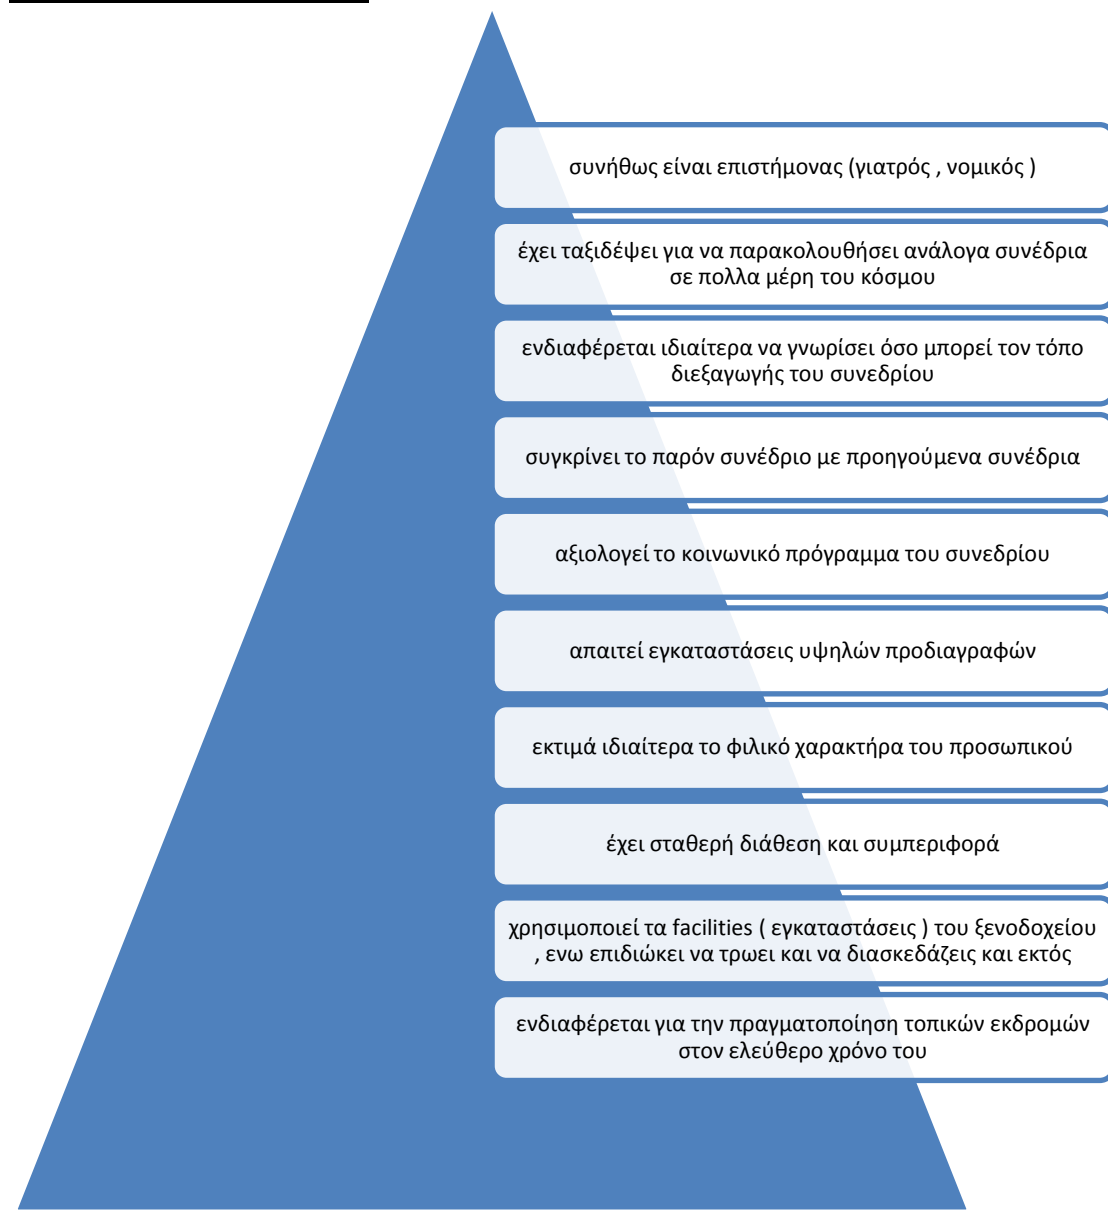 συνήθως είναι επιστήμονας (γιατρός , νομικός )
έχει ταξιδέψει για να παρακολουθήσει ανάλογα συνέδρια
σε πολλα μέρη του κόσμου
ενδιαφέρεται ιδιαίτερα να γνωρίσει όσο μπορεί τον τόπο
διεξαγωγής του συνεδρίου
συγκρίνει το παρόν συνέδριο με προηγούμενα συνέδρια
αξιολογεί το κοινωνικό πρόγραμμα του συνεδρίου
απαιτεί εγκαταστάσεις υψηλών προδιαγραφών
εκτιμά ιδιαίτερα το φιλικό χαρακτήρα του προσωπικού
έχει σταθερή διάθεση και συμπεριφορά
χρησιμοποιεί τα facilities ( εγκαταστάσεις ) του ξενοδοχείου
, ενω επιδιώκει να τρωει και να διασκεδάζεις και εκτός
ενδιαφέρεται για την πραγματοποίηση τοπικών εκδρομών
στον ελεύθερο χρόνο του